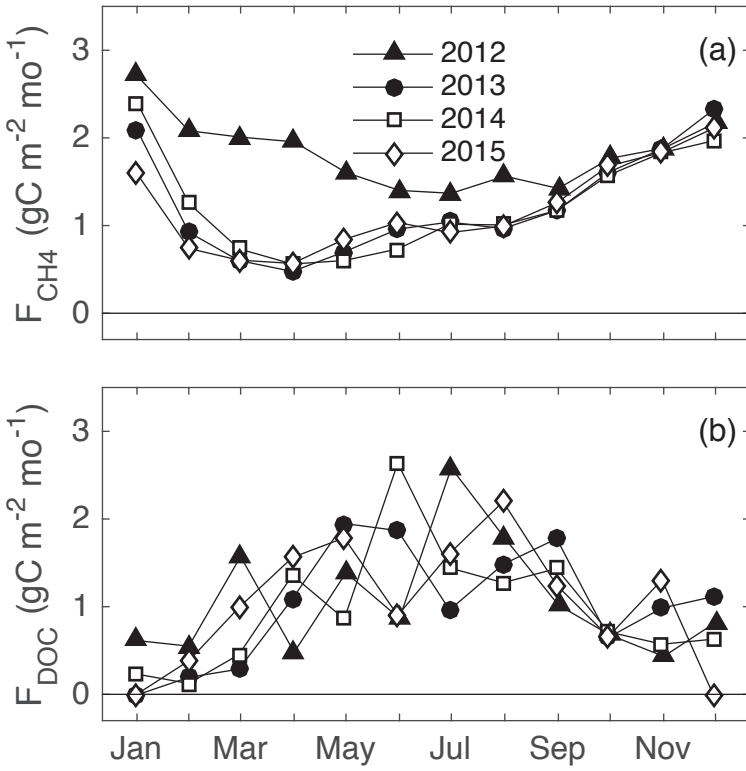 (a)
2012
2013
2014
2015
3
2
1
0
F_CH4 (gC m^-2 mo^-1)
(b)
3
2
1
0
F_DOC (gC m^-2 mo^-1)
Jan Mar May Jul Sep Nov